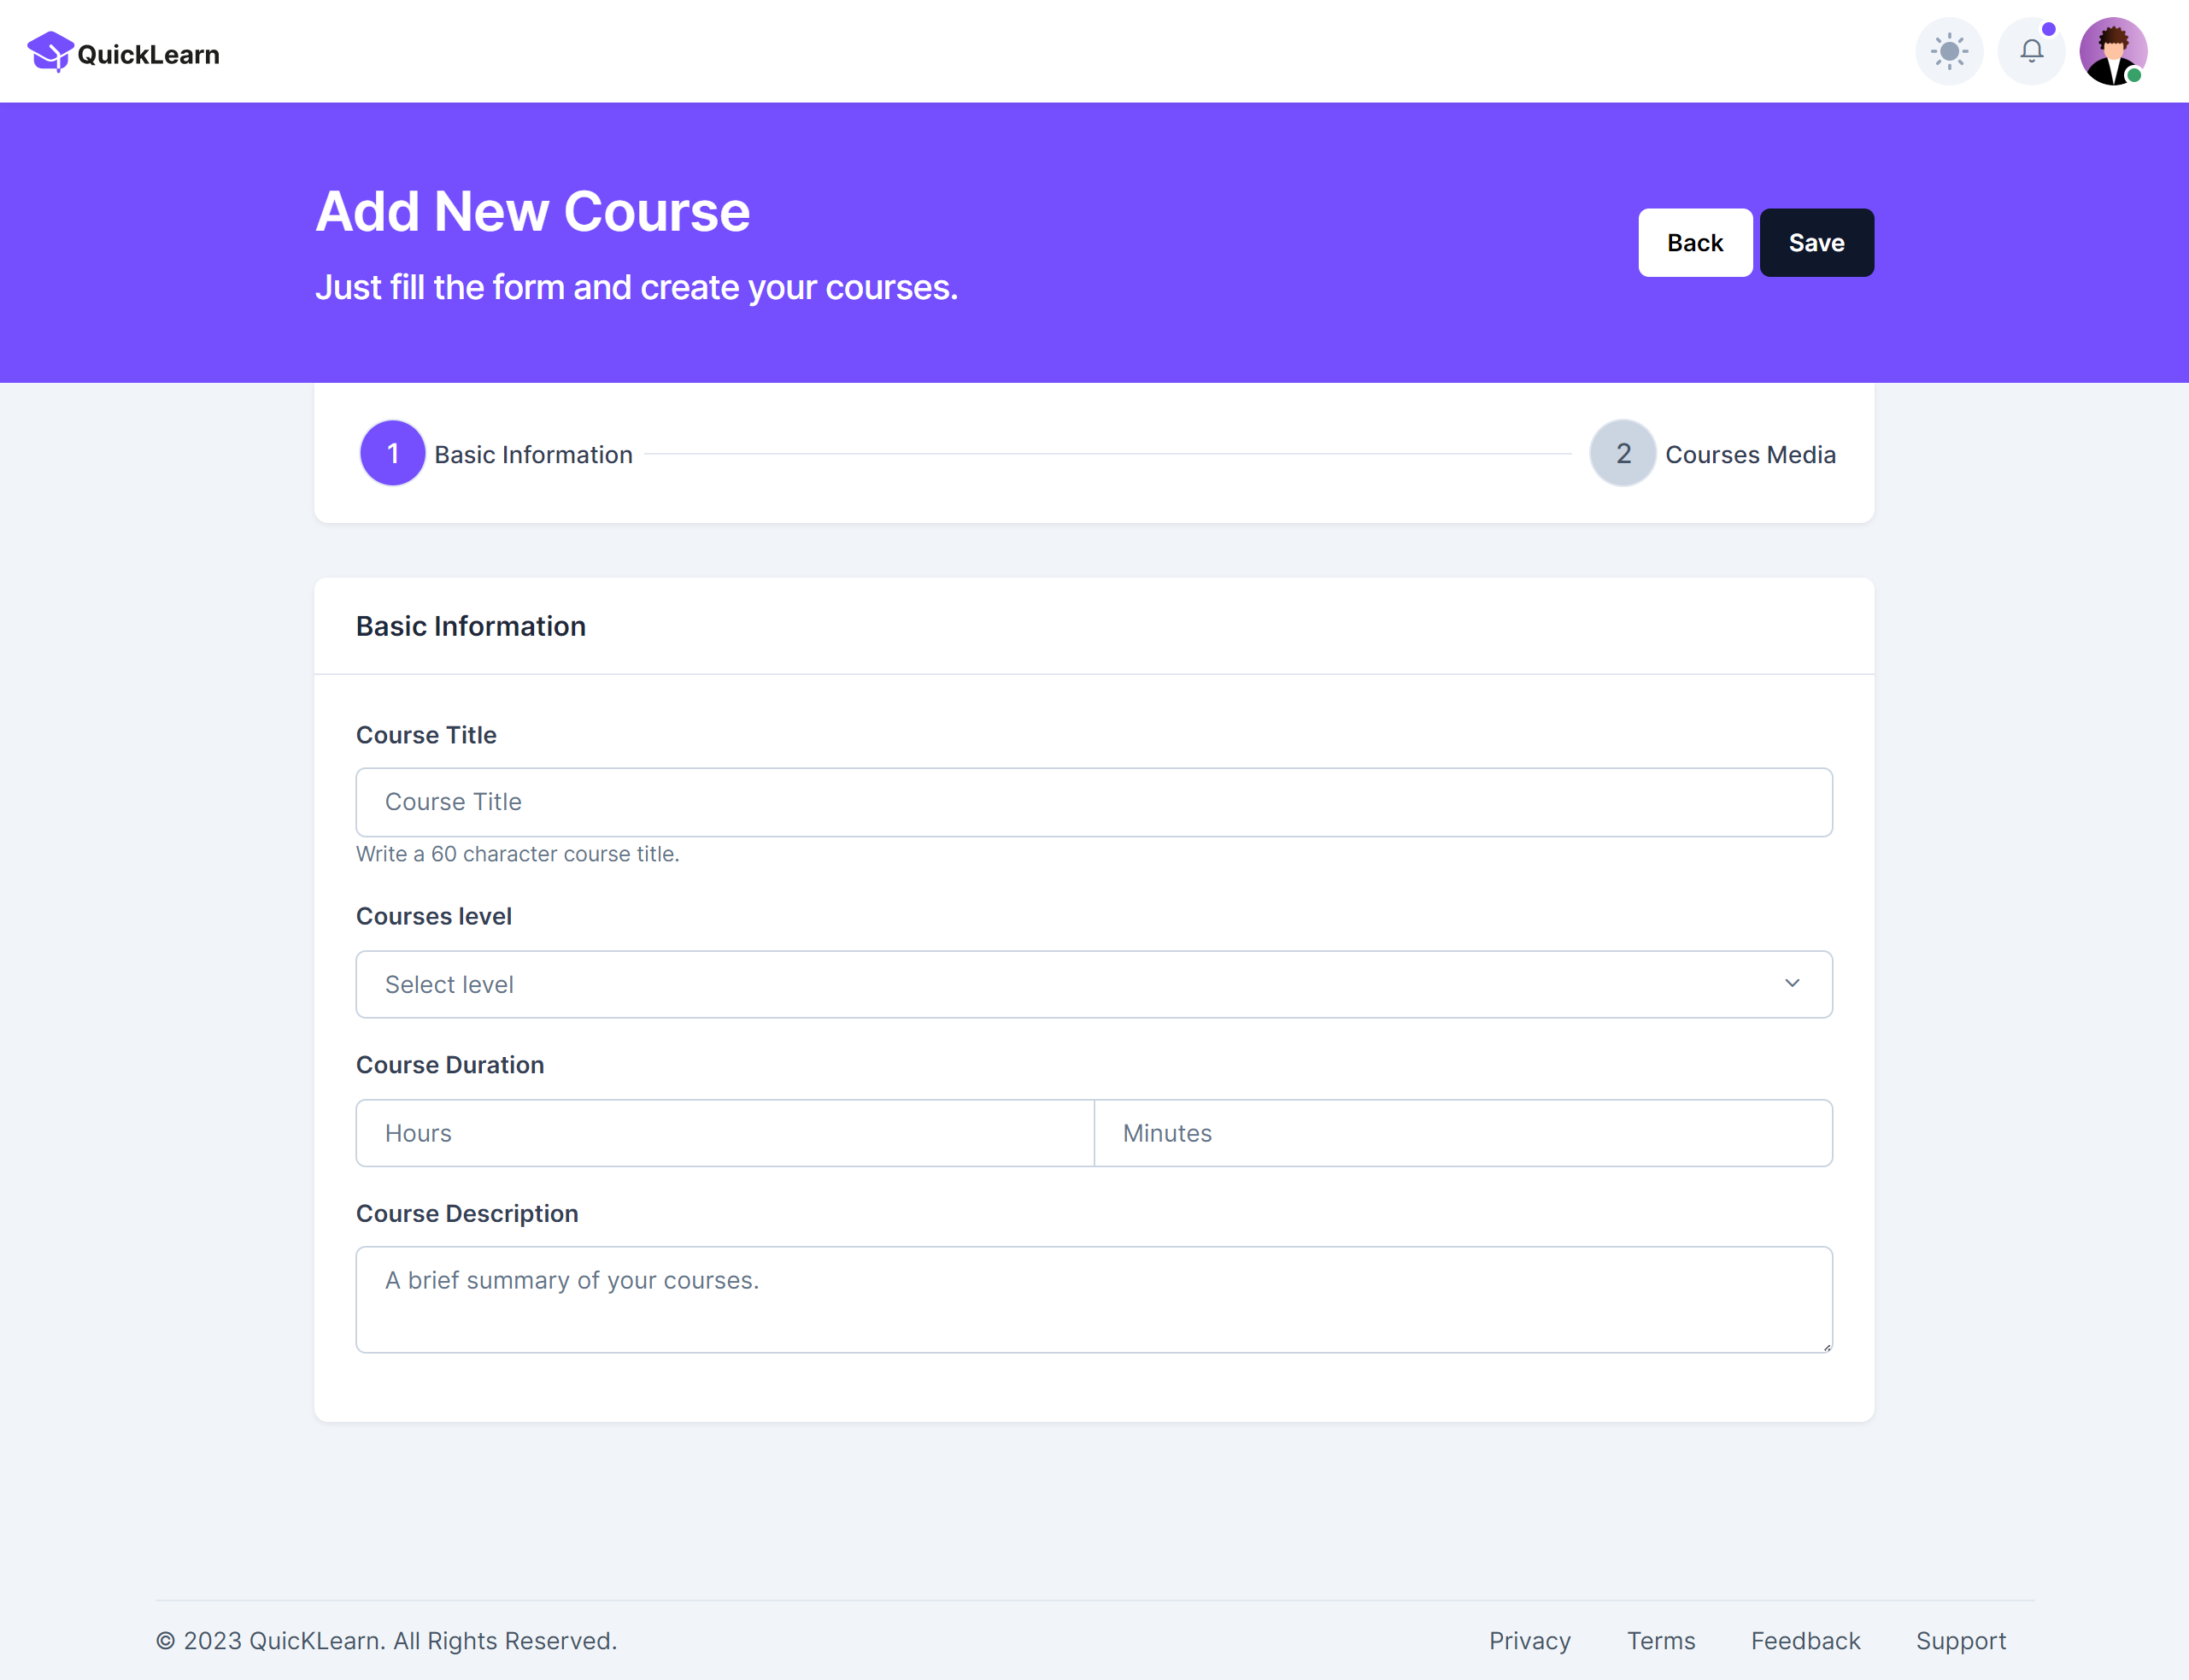 QuickLearn
Add New Course
Just fill the form and create your courses.
Back
Save
1
Basic Information
2
Courses Media
Basic Information
Course Title
Course Title
Write a 60 character course title.
Courses level
Select level
Course Duration
Hours
Minutes
Course Description
A brief summary of your courses.
© 2023 QuicKLearn. All Rights Reserved.
Privacy
Terms
Feedback
Support